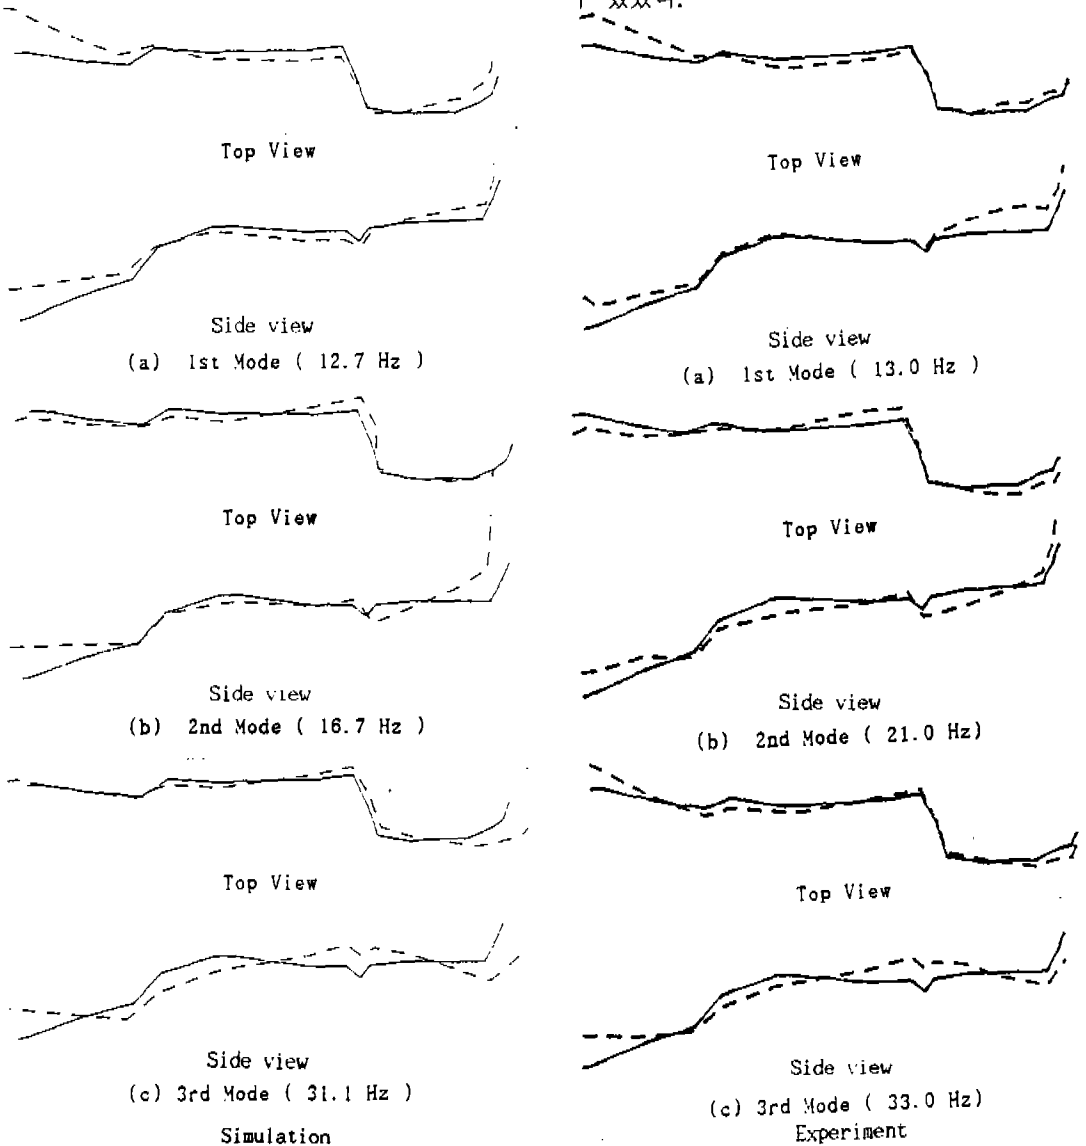 Top View
Top View
Side view
(a) 1st Mode ( 12.7 Hz )
Side view
(a) 1st Mode ( 13.0 Hz )
Top View
Top View
Side view
(b) 2nd Mode ( 16.7 Hz )
Side view
(b) 2nd Mode ( 21.0 Hz)
Top View
Top View
Side view
(c) 3rd Mode ( 31.1 Hz )
Simulation
Side view
(c) 3rd Mode ( 33.0 Hz)
Experiment